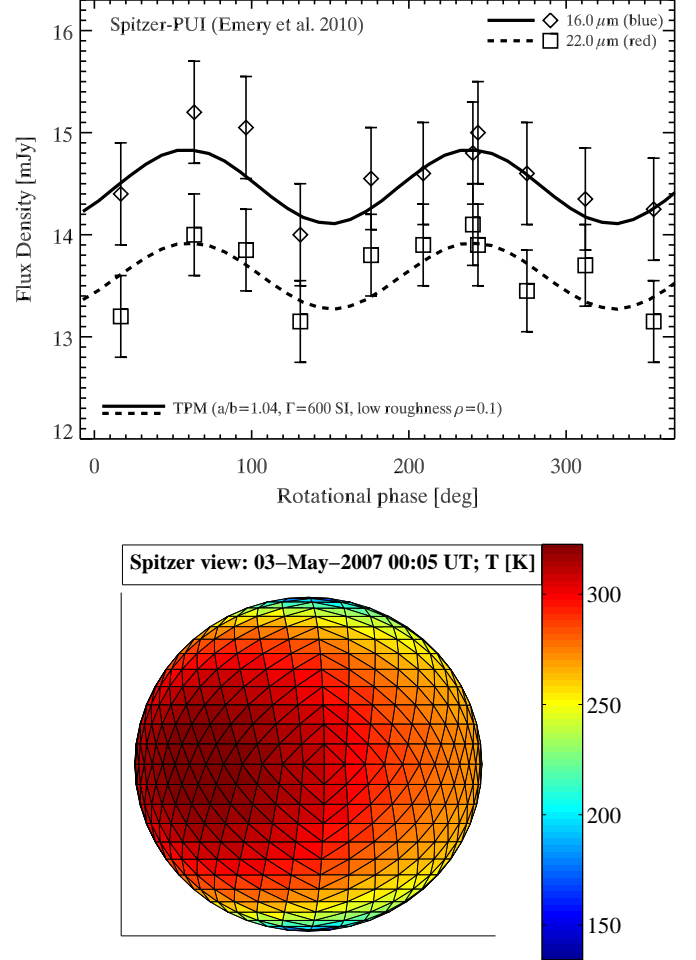 Spitzer-PUI (Emery et al. 2010)
16.0 μm (blue)
22.0 μm (red)
16
15
14
13
12
Flux Density [mJy]
TPM (a/b=1.04, Γ=600 SI, low roughness ρ=0.1)
0
100
200
300
Rotational phase [deg]
Spitzer view: 03–May–2007 00:05 UT; T [K]
300
250
200
150